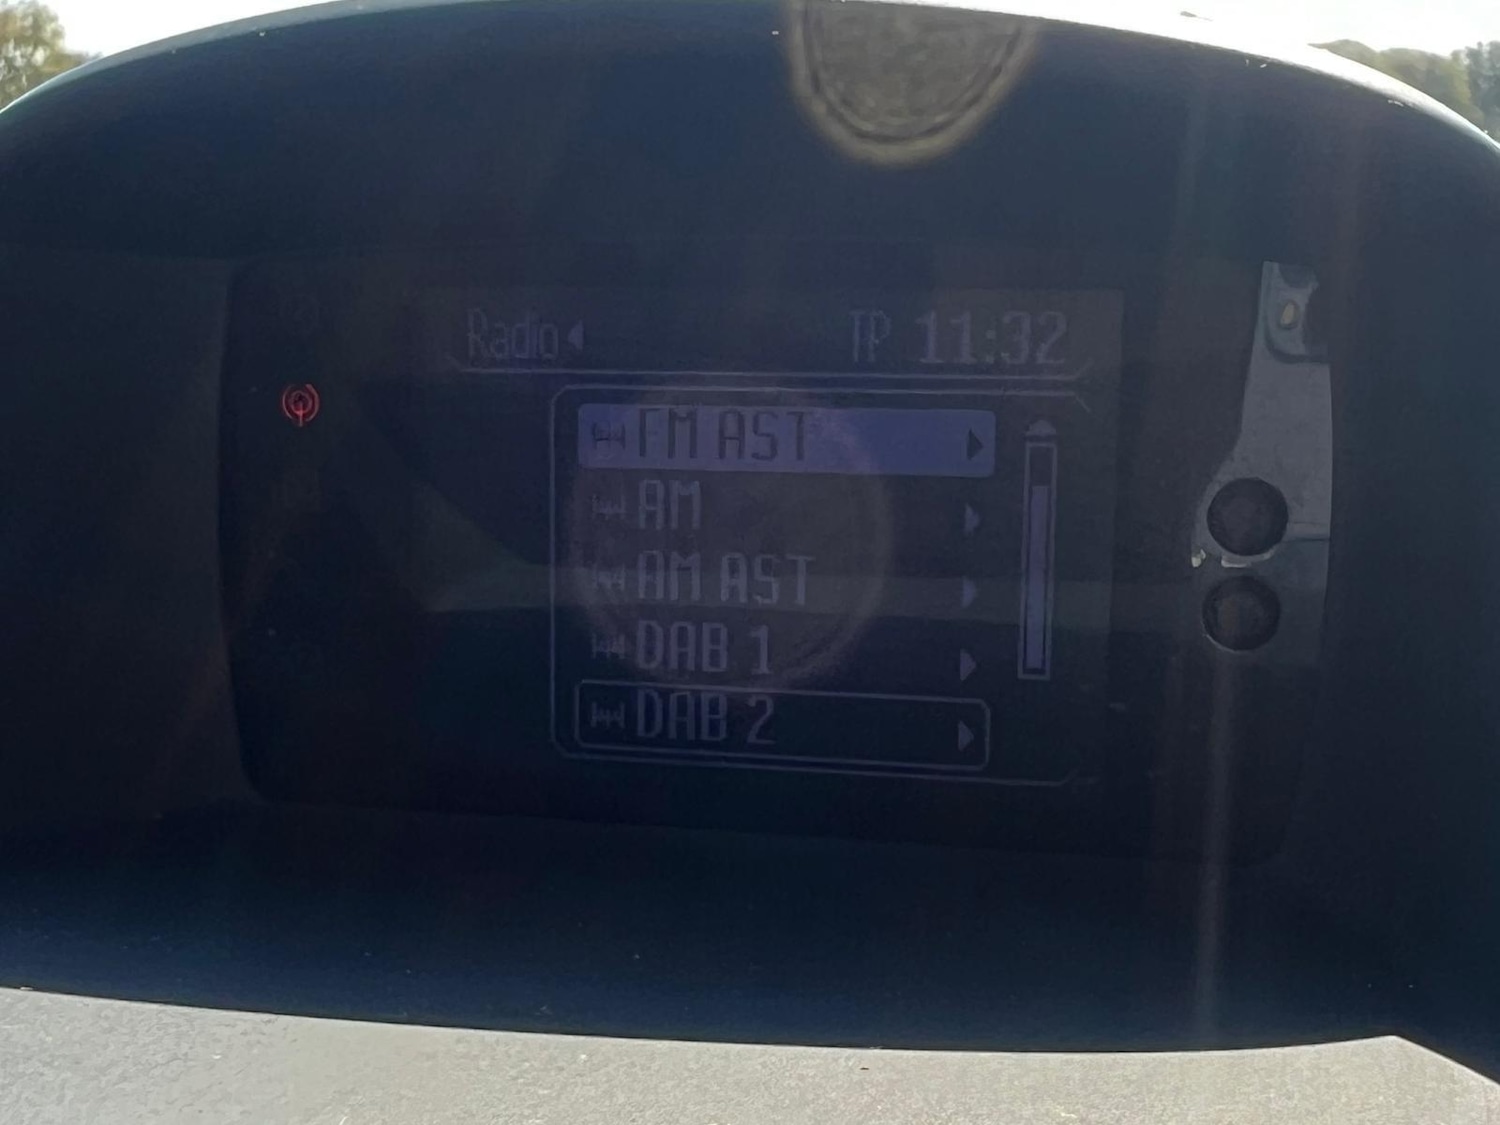 Radio TP 11:32
FM AST
AM
AM AST
DAB 1
DAB 2